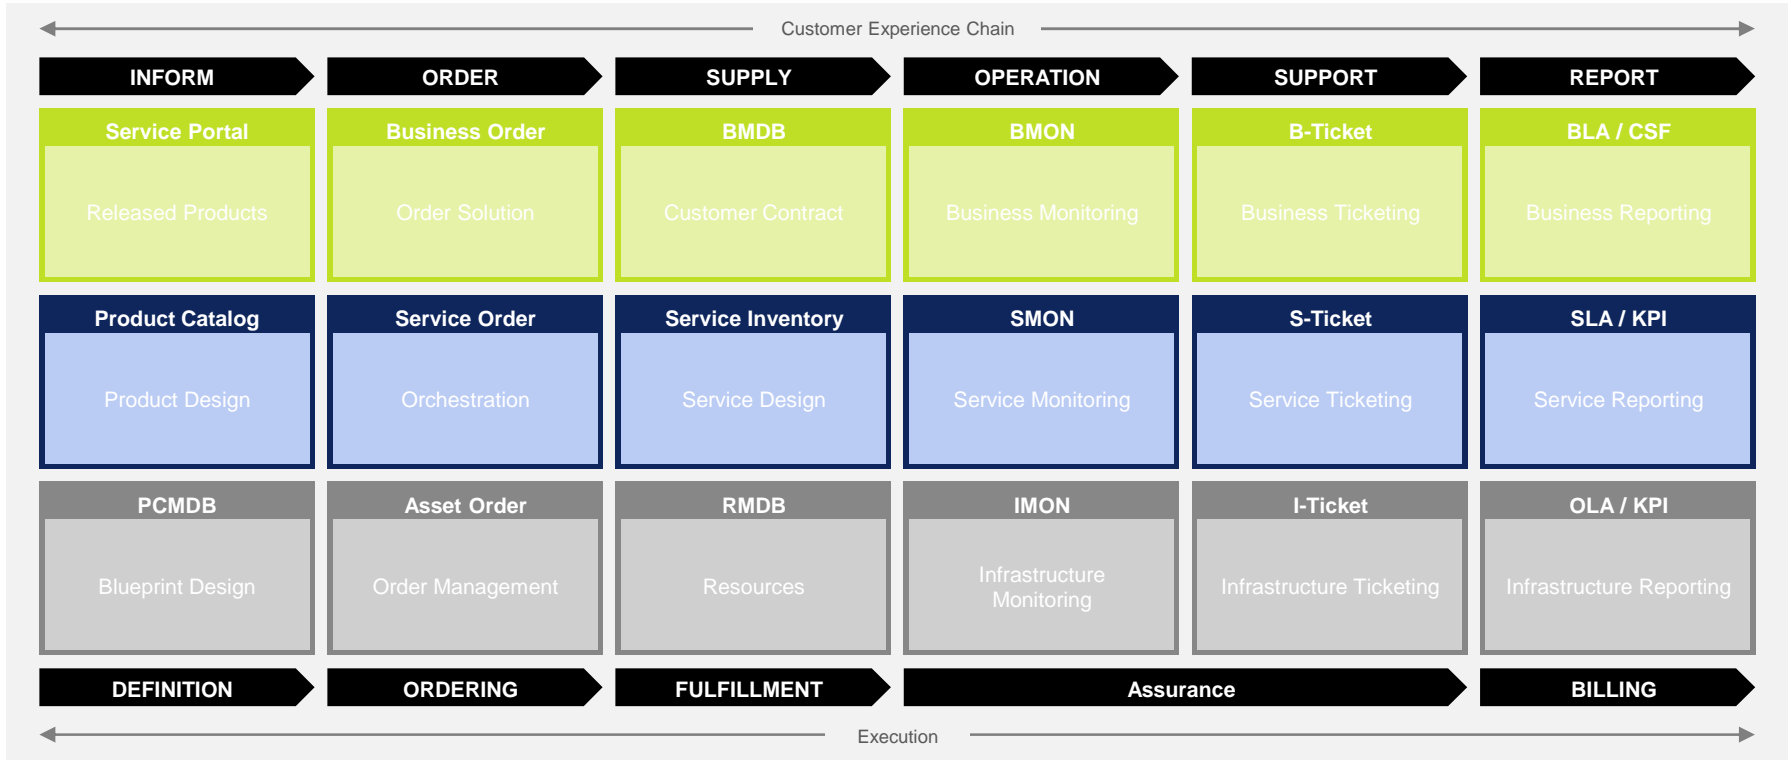 Customer Experience Chain
INFORM
ORDER
SUPPLY
OPERATION
SUPPORT
REPORT
Service Portal
Business Order
BMDB
BMON
B-Ticket
BLA / CSF
Released Products
Order Solution
Customer Contract
Business Monitoring
Business Ticketing
Business Reporting
Product Catalog
Service Order
Service Inventory
SMON
S-Ticket
SLA / KPI
Product Design
Orchestration
Service Design
Service Monitoring
Service Ticketing
Service Reporting
PCMDB
Asset Order
RMDB
IMON
I-Ticket
OLA / KPI
Blueprint Design
Order Management
Resources
Infrastructure
Monitoring
Infrastructure Ticketing
Infrastructure Reporting
DEFINITION
ORDERING
FULFILLMENT
Assurance
BILLING
Execution